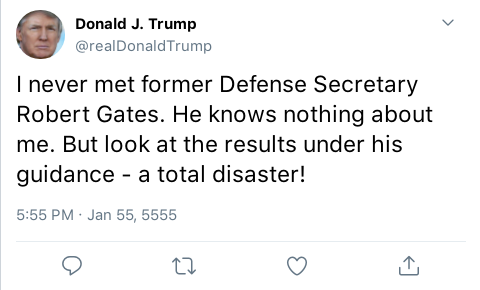 Donald J. Trump
@realDonaldTrump
I never met former Defense Secretary
Robert Gates. He knows nothing about
me. But look at the results under his
guidance - a total disaster!
5:55 PM · Jan 55, 5555